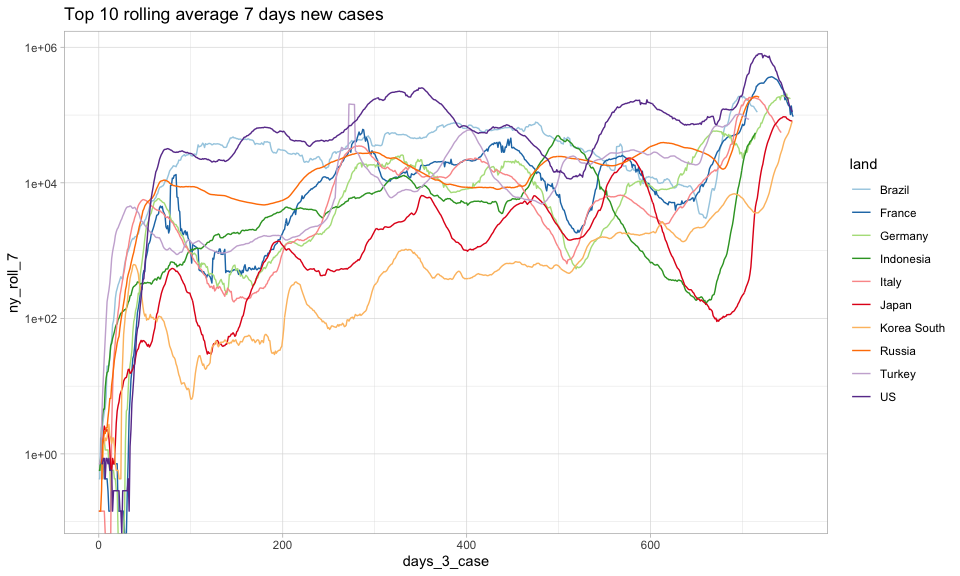 Top 10 rolling average 7 days new cases
1e+06
1e+04
1e+02
1e+00
ny_roll_7
0 200 400 600
days_3_case
land
Brazil
France
Germany
Indonesia
Italy
Japan
Korea South
Russia
Turkey
US